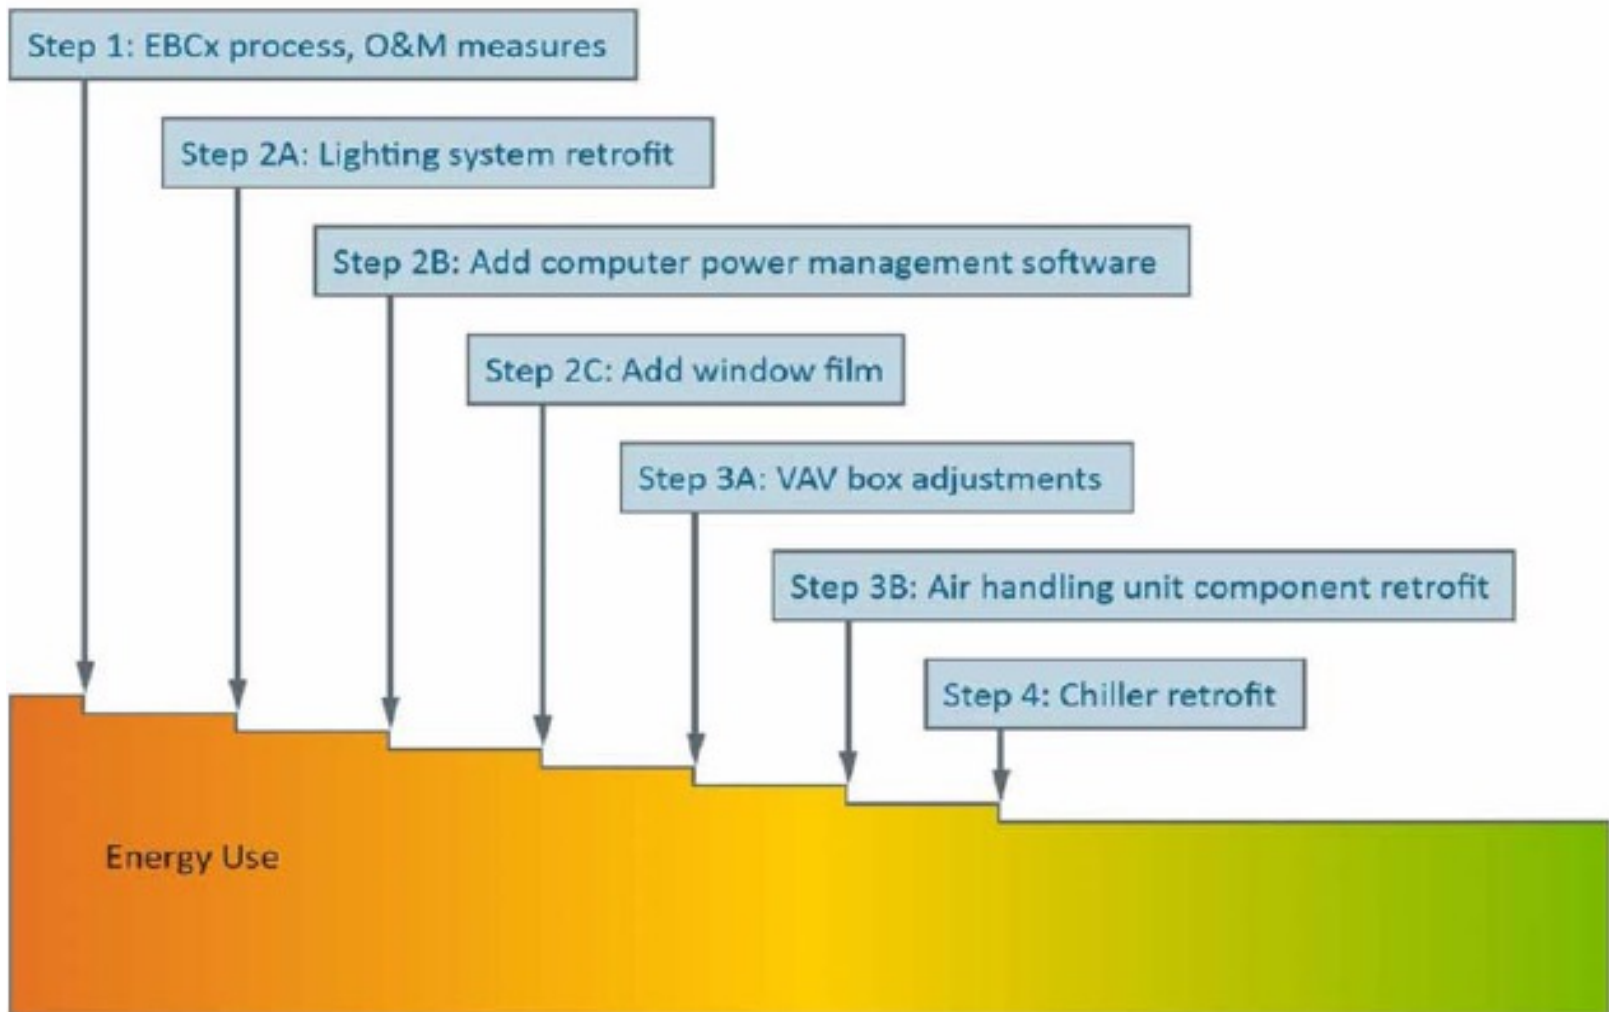 Step 1: EBCx process, O&M measures
Step 2A: Lighting system retrofit
Step 2B: Add computer power management software
Step 2C: Add window film
Step 3A: VAV box adjustments
Step 3B: Air handling unit component retrofit
Step 4: Chiller retrofit
Energy Use